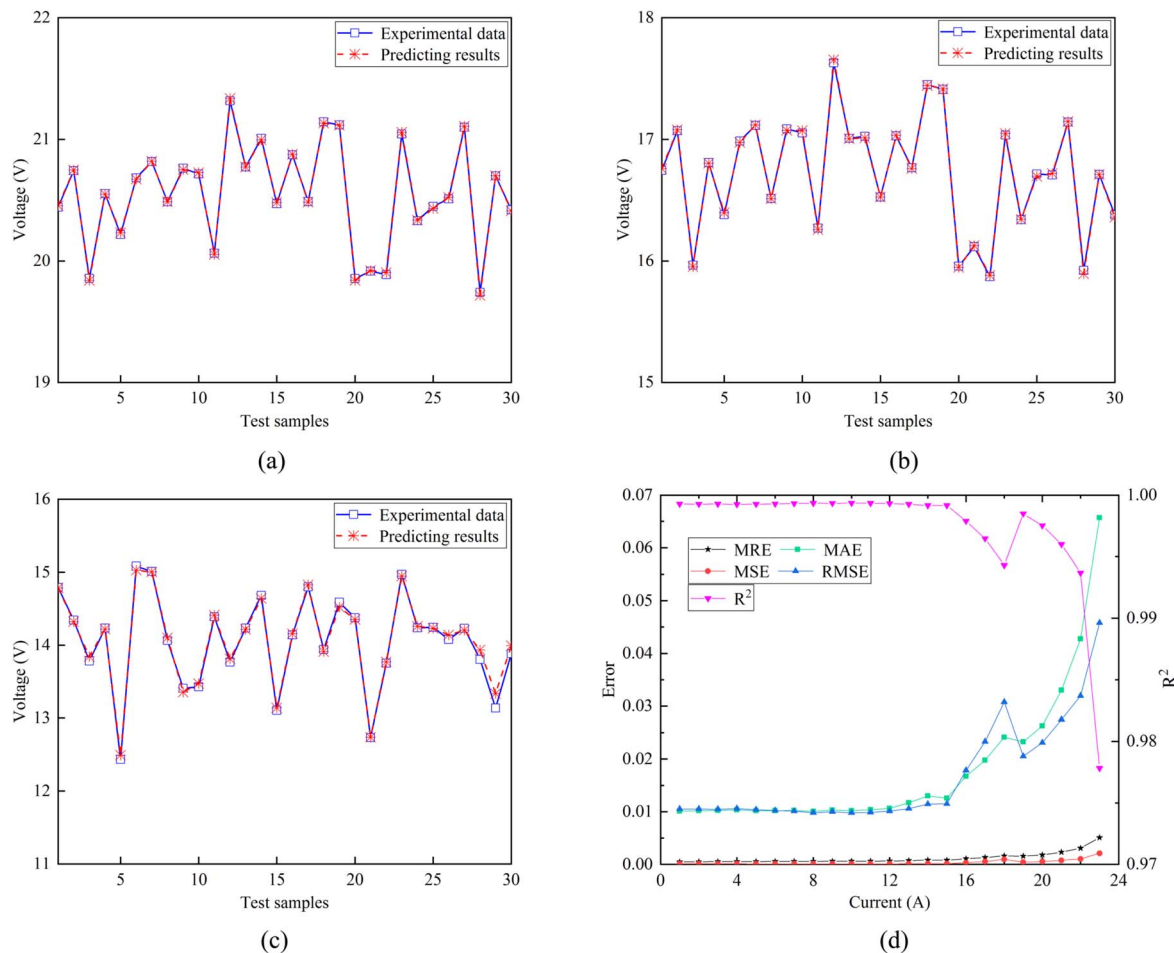 22
21
20
19
Voltage (V)
Experimental data
Predicting results
5 10 15 20 25 30
Test samples
(a)
18
17
16
15
Voltage (V)
Experimental data
Predicting results
5 10 15 20 25 30
Test samples
(b)
16
15
14
13
12
11
Voltage (V)
Experimental data
Predicting results
5 10 15 20 25 30
Test samples
(c)
0.07
0.06
0.05
0.04
0.03
0.02
0.01
0.00
Error
MRE MAE
MSE RMSE
R²
1.00
0.99
0.98
0.97
R²
0 4 8 12 16 20 24
Current (A)
(d)